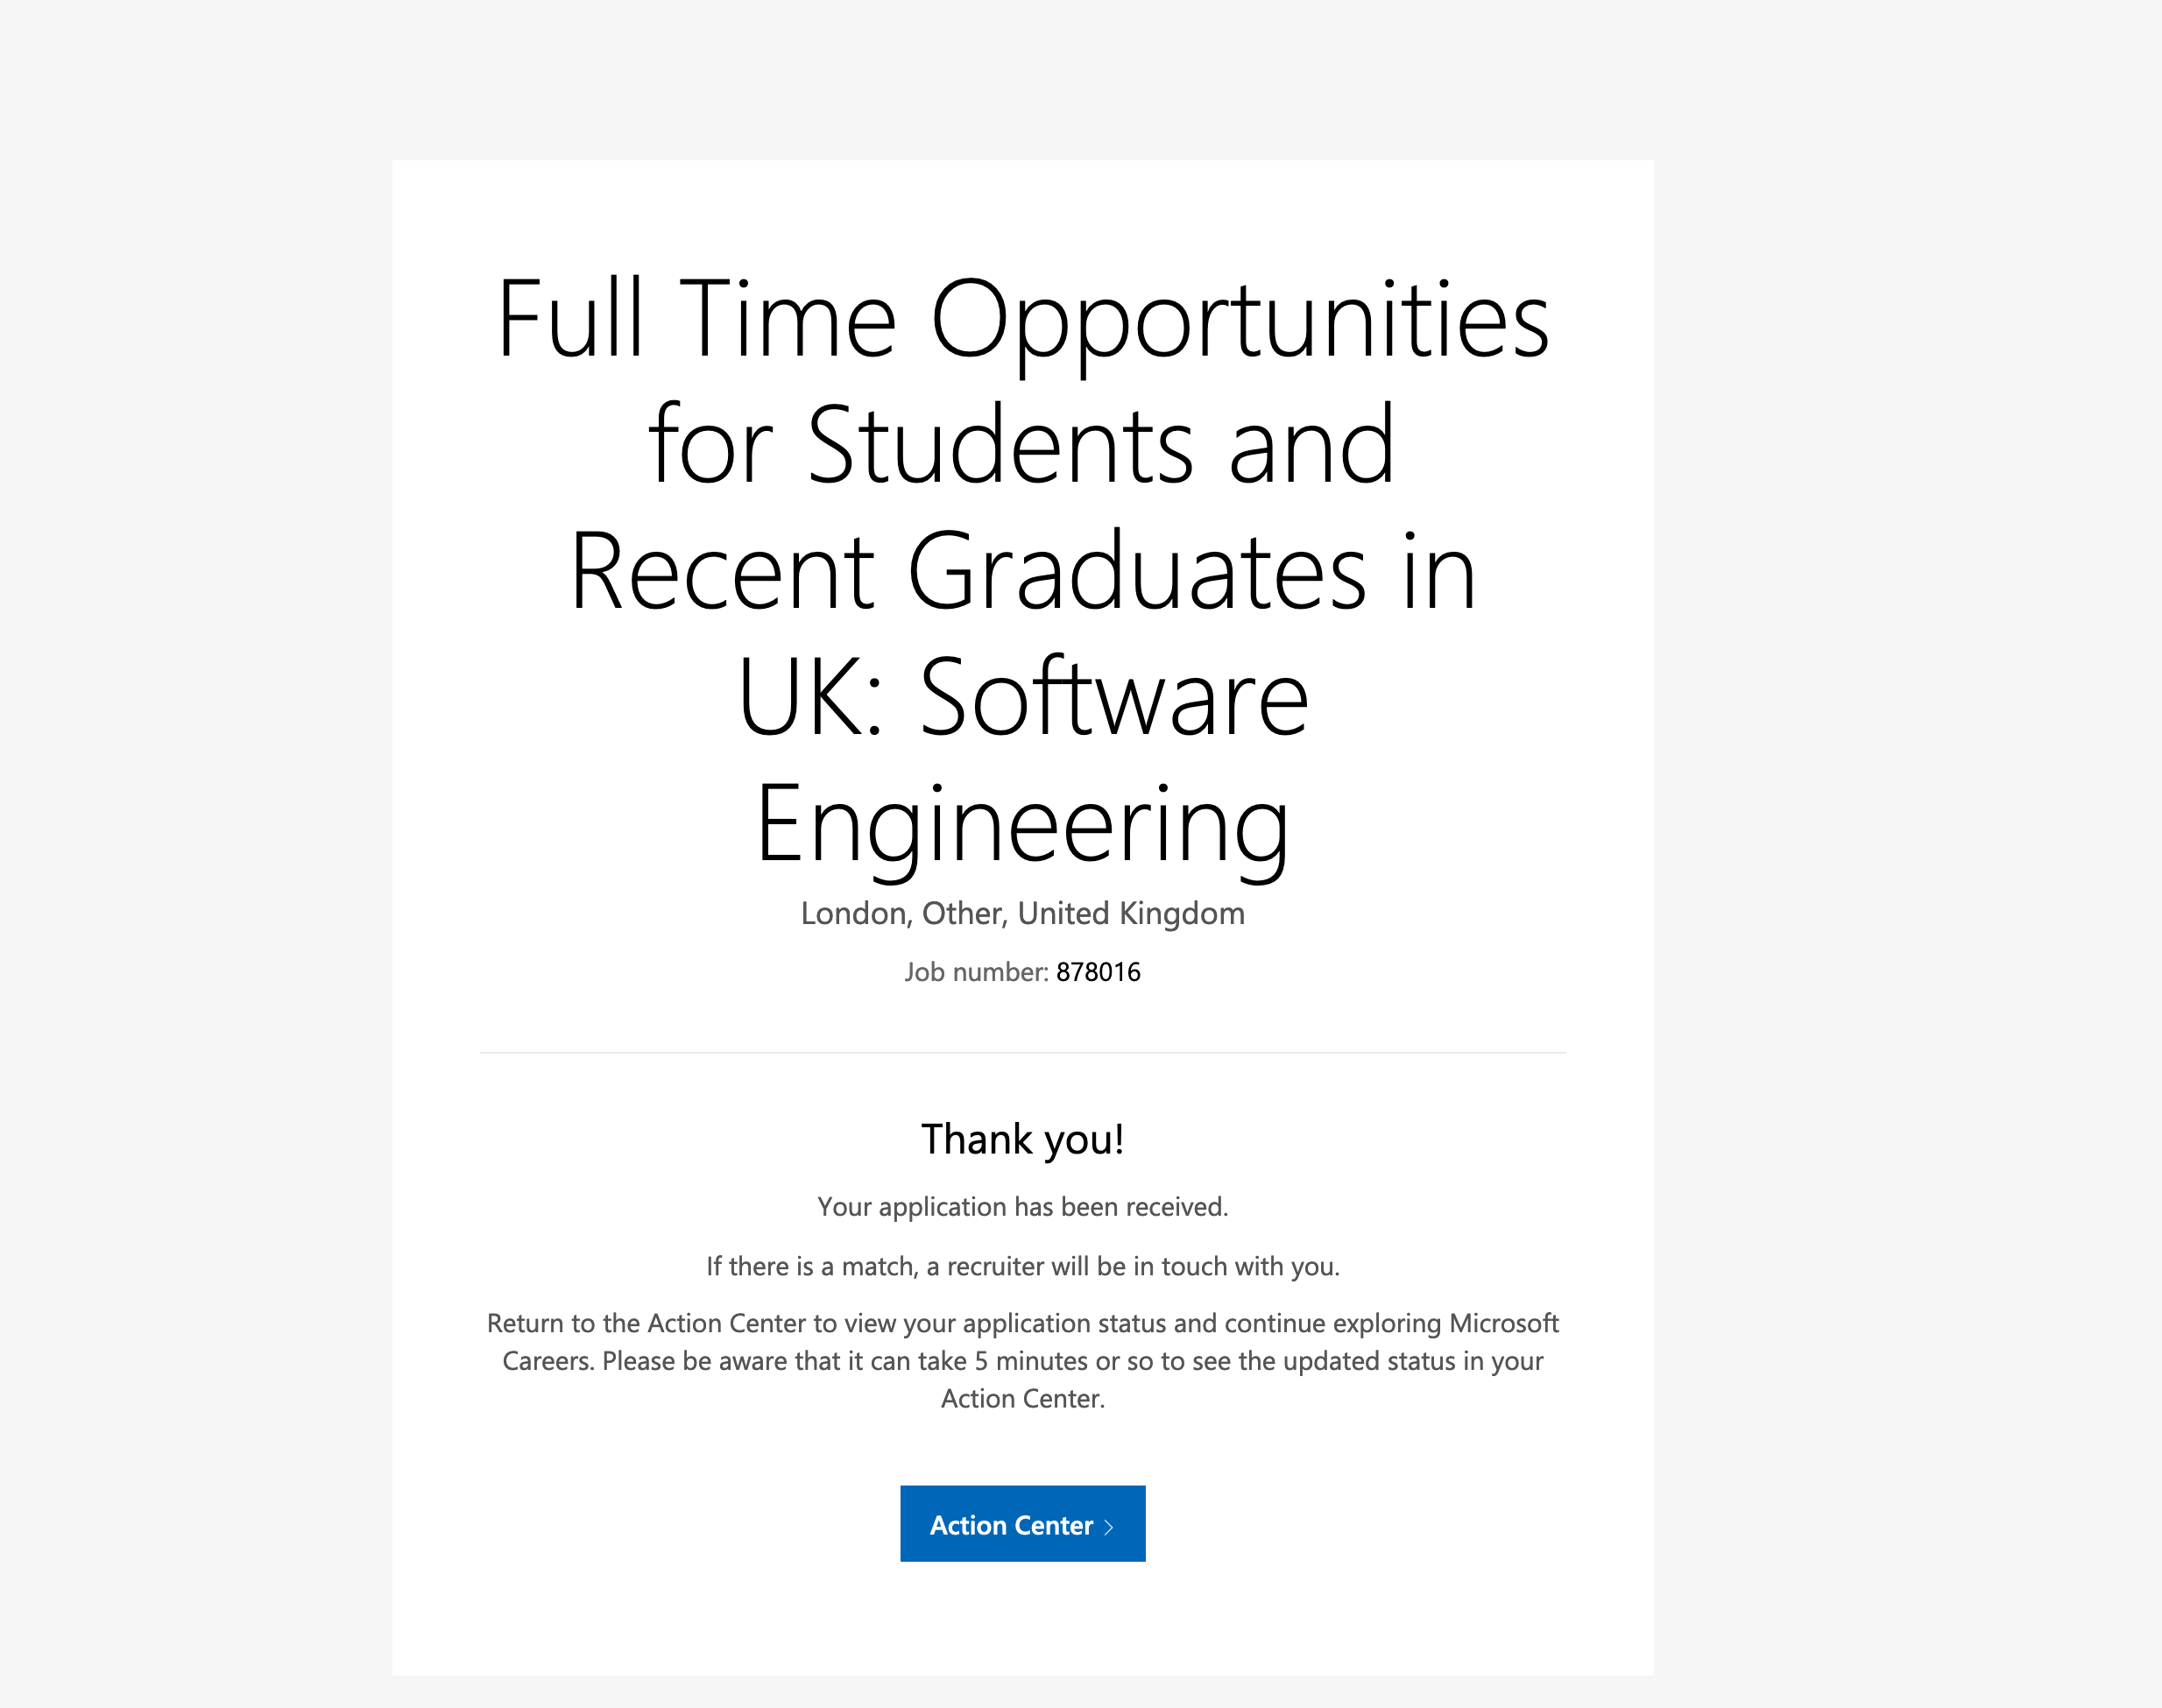 Full Time Opportunities
for Students and
Recent Graduates in
UK: Software
Engineering
London, Other, United Kingdom
Job number: 878016
Thank you!
Your application has been received.
If there is a match, a recruiter will be in touch with you.
Return to the Action Center to view your application status and continue exploring Microsoft
Careers. Please be aware that it can take 5 minutes or so to see the updated status in your
Action Center.
Action Center